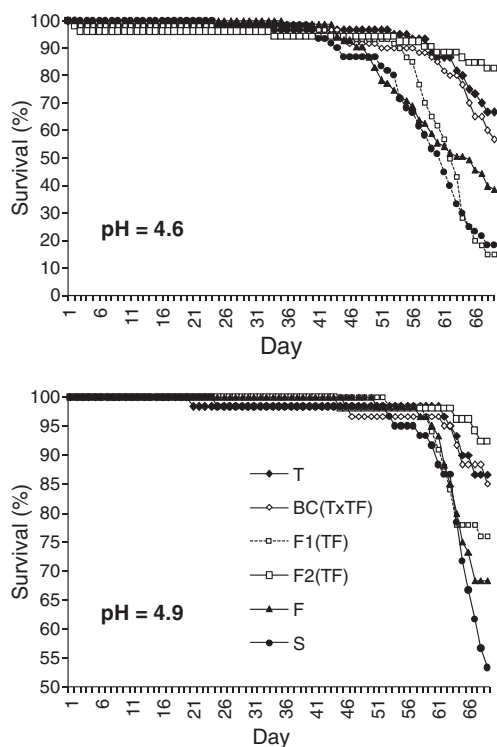 100
90
80
70
60
50
40
30
20
10
0
Survival (%)
pH = 4.6
1 6 11 16 21 26 31 36 41 46 51 56 61 66
Day
100
95
90
85
80
75
70
65
60
55
50
Survival (%)
T
BC(TxTF)
F1(TF)
F2(TF)
F
S
pH = 4.9
1 6 11 16 21 26 31 36 41 46 51 56 61 66
Day